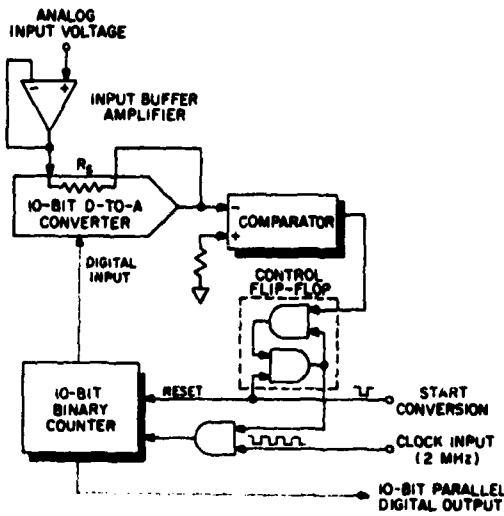 ANALOG
INPUT VOLTAGE
- +
INPUT BUFFER
AMPLIFIER
Rs
10-BIT D-TO-A
CONVERTER
-
+
COMPARATOR
DIGITAL
INPUT
CONTROL
FLIP-FLOP
10-BIT
BINARY
COUNTER
RESET
START
CONVERSION
CLOCK INPUT
(2 MHz)
10-BIT PARALLEL
DIGITAL OUTPUT